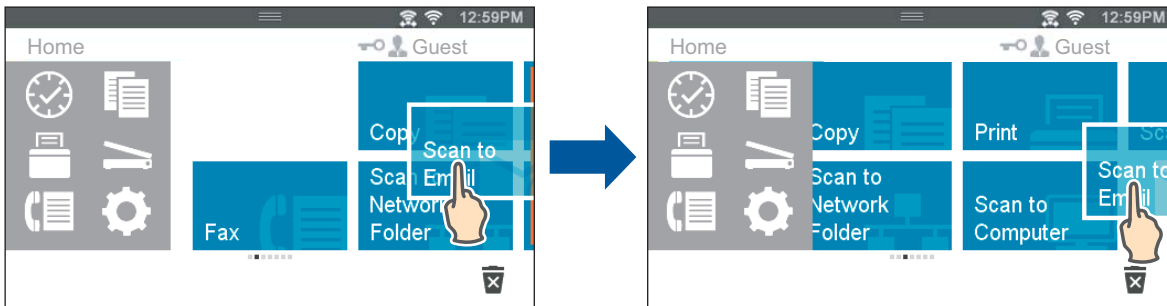 12:59PM
Home
Guest
Copy
Scan to
Email
Scan
Network
Folder
Fax
12:59PM
Home
Guest
Copy
Print
Sc
Scan to
Email
Scan to
Network
Folder
Scan to
Computer